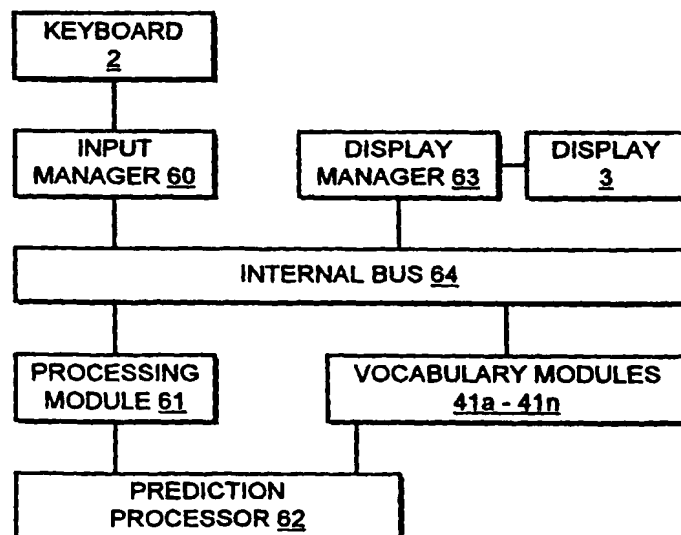 KEYBOARD
2
INPUT
MANAGER 60
DISPLAY
MANAGER 63
DISPLAY
3
INTERNAL BUS 64
PROCESSING
MODULE 61
VOCABULARY MODULES
41a - 41n
PREDICTION
PROCESSOR 62